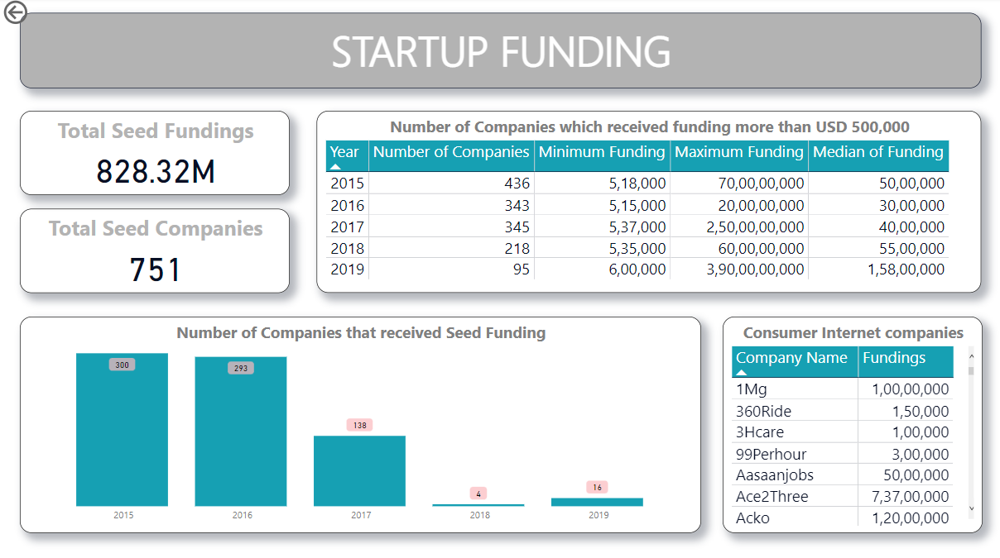 STARTUP FUNDING
Total Seed Fundings
828.32M
Total Seed Companies
751
Number of Companies which received funding more than USD 500,000
Year Number of Companies Minimum Funding Maximum Funding Median of Funding
2015 436 5,18,000 70,00,00,000 50,00,000
2016 343 5,15,000 20,00,00,000 30,00,000
2017 345 5,37,000 2,50,00,00,000 40,00,000
2018 218 5,35,000 60,00,00,000 55,00,000
2019 95 6,00,000 3,90,00,00,000 1,58,00,000
Number of Companies that received Seed Funding
300
293
138
4
16
2015 2016 2017 2018 2019
Consumer Internet companies
Company Name Fundings
1Mg 1,00,00,000
360Ride 1,50,000
3Hcare 1,00,000
99Perhour 3,00,000
Aasaanjobs 50,00,000
Ace2Three 7,37,00,000
Acko 1,20,00,000